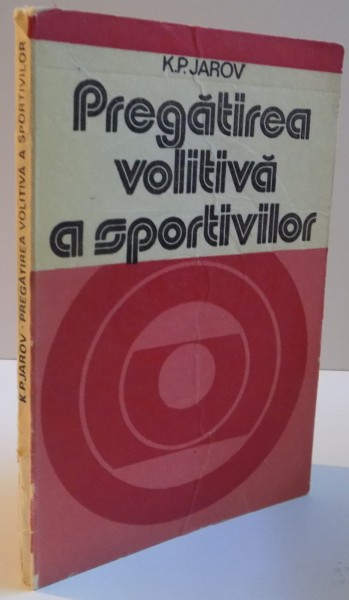 K.P. JAROV
Pregătirea
volitivă
a sportivilor
K.P. JAROV · PREGĂTIREA VOLITIVĂ A SPORTIVILOR